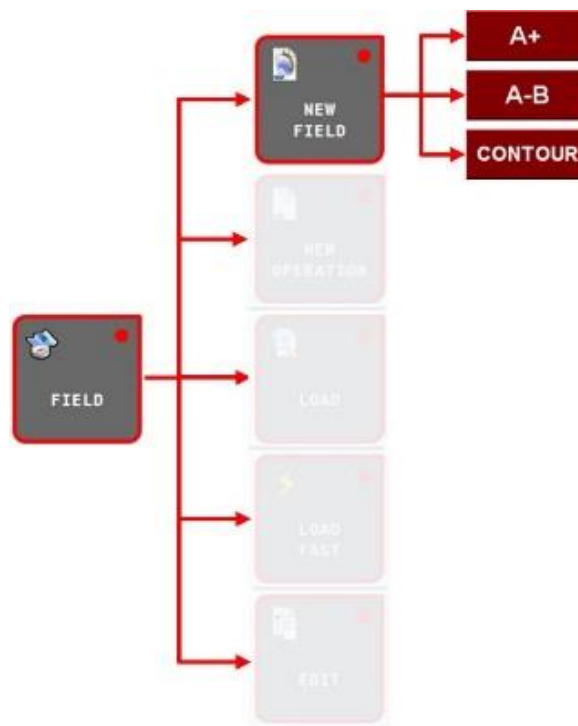 A+
A-B
CONTOUR
NEW
FIELD
NEW
OPERATION
FIELD
LOAD
LOAD
FAST
EDIT